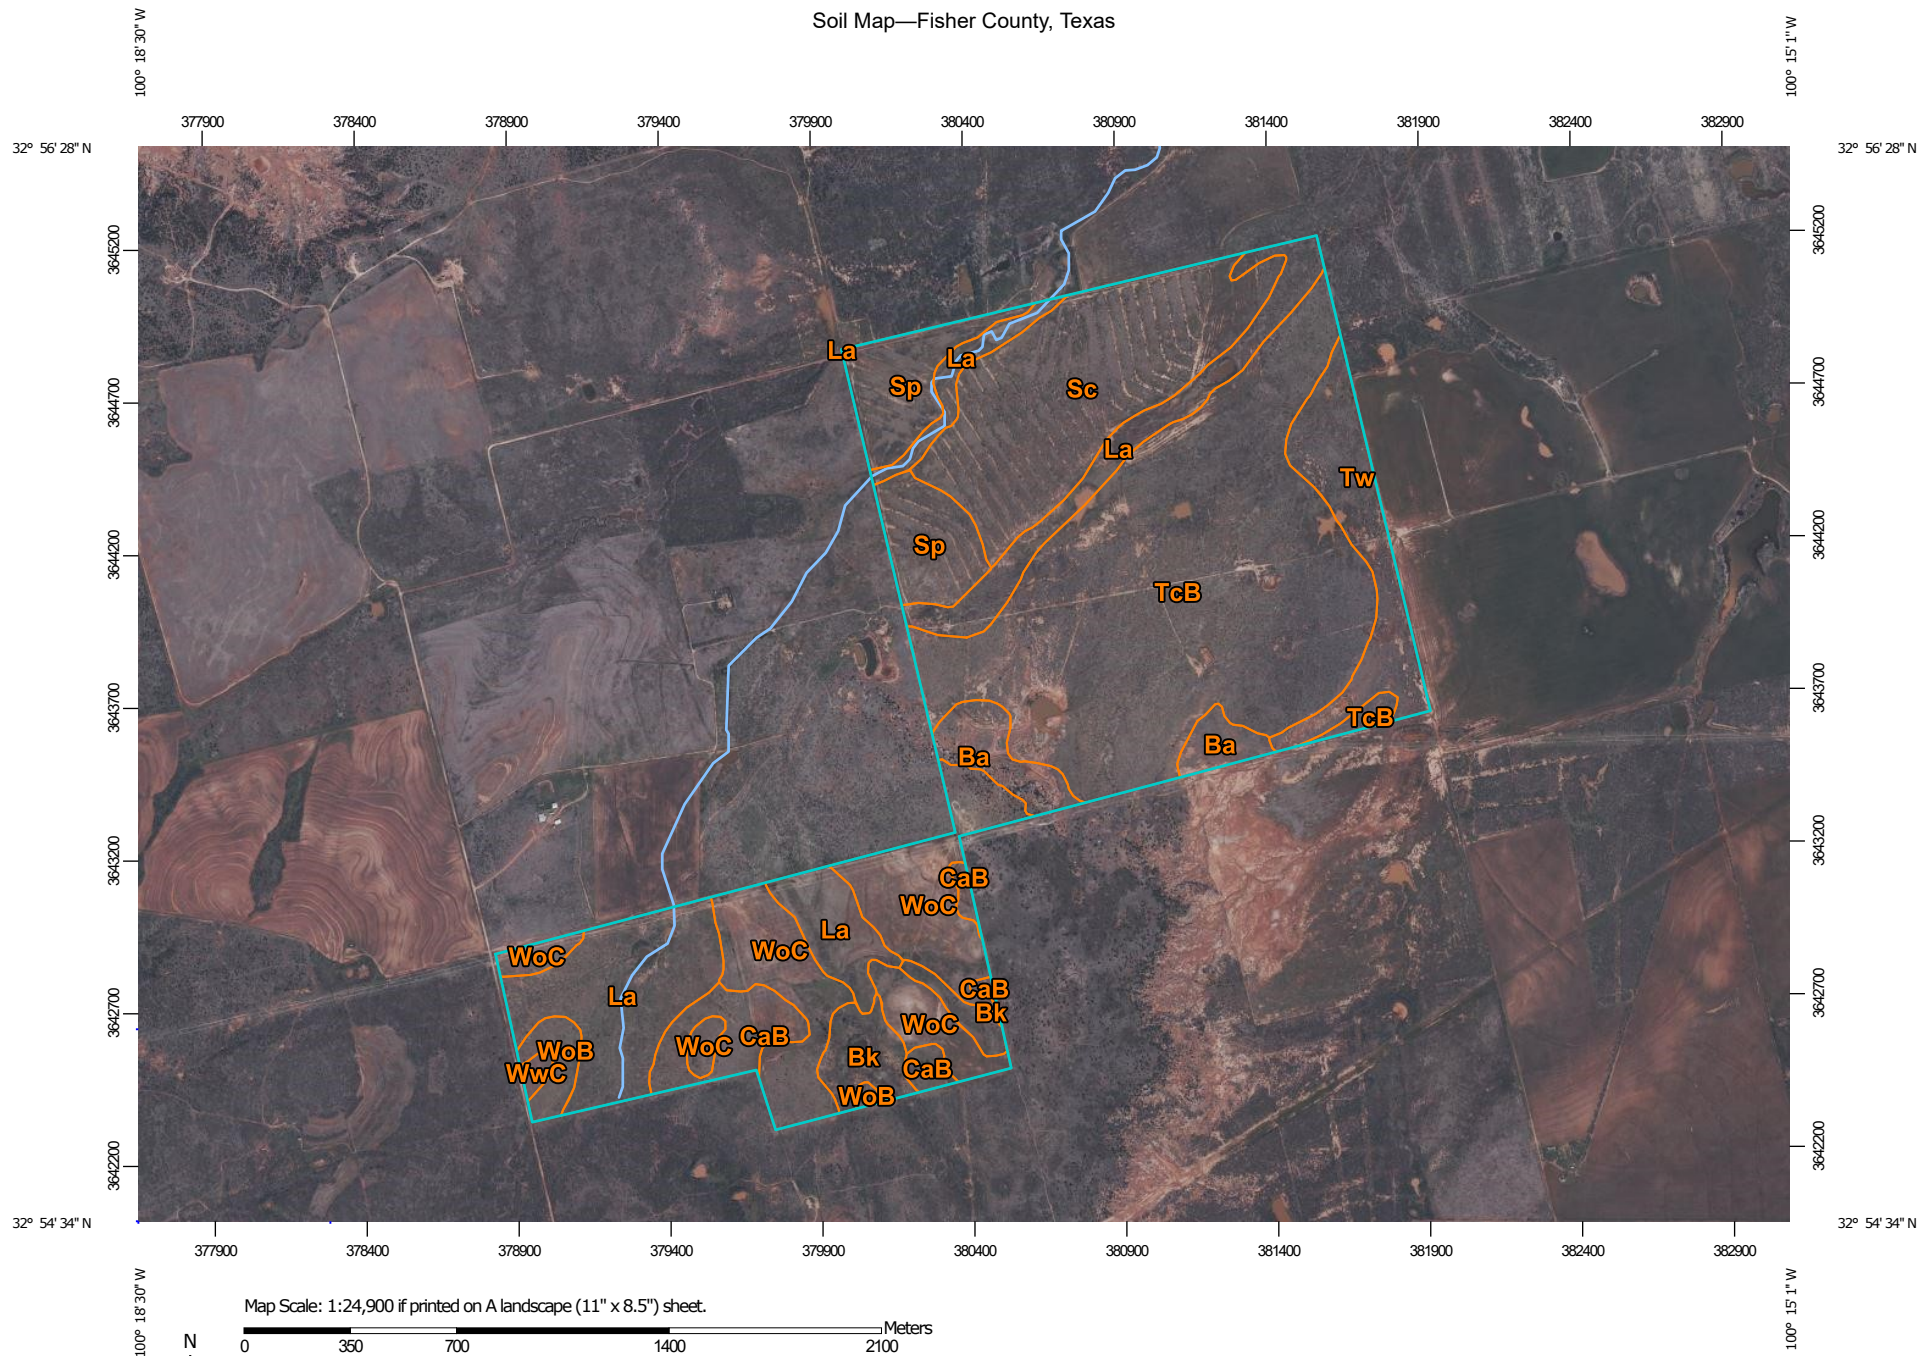 Soil Map—Fisher County, Texas
100° 18' 30'' W
100° 15' 1'' W
377900 378400 378900 379400 379900 380400 380900 381400 381900 382400 382900
32° 56' 28'' N
32° 56' 28'' N
3645200
3645200
La
La
Sp
Sc
3644700
3644700
La
Tw
Sp
3644200
3644200
TcB
3643700
3643700
TcB
Ba
Ba
3643200
3643200
CaB
WoC
La
WoC
WoC
CaB
La
Bk
3642700
3642700
WoC
CaB
WoC
WoB
Bk
CaB
WwC
WoB
3642200
3642200
32° 54' 34'' N
32° 54' 34'' N
377900 378400 378900 379400 379900 380400 380900 381400 381900 382400 382900
100° 18' 30'' W
100° 15' 1'' W
Map Scale: 1:24,900 if printed on A landscape (11" x 8.5") sheet.
Meters
N
0 350 700 1400 2100